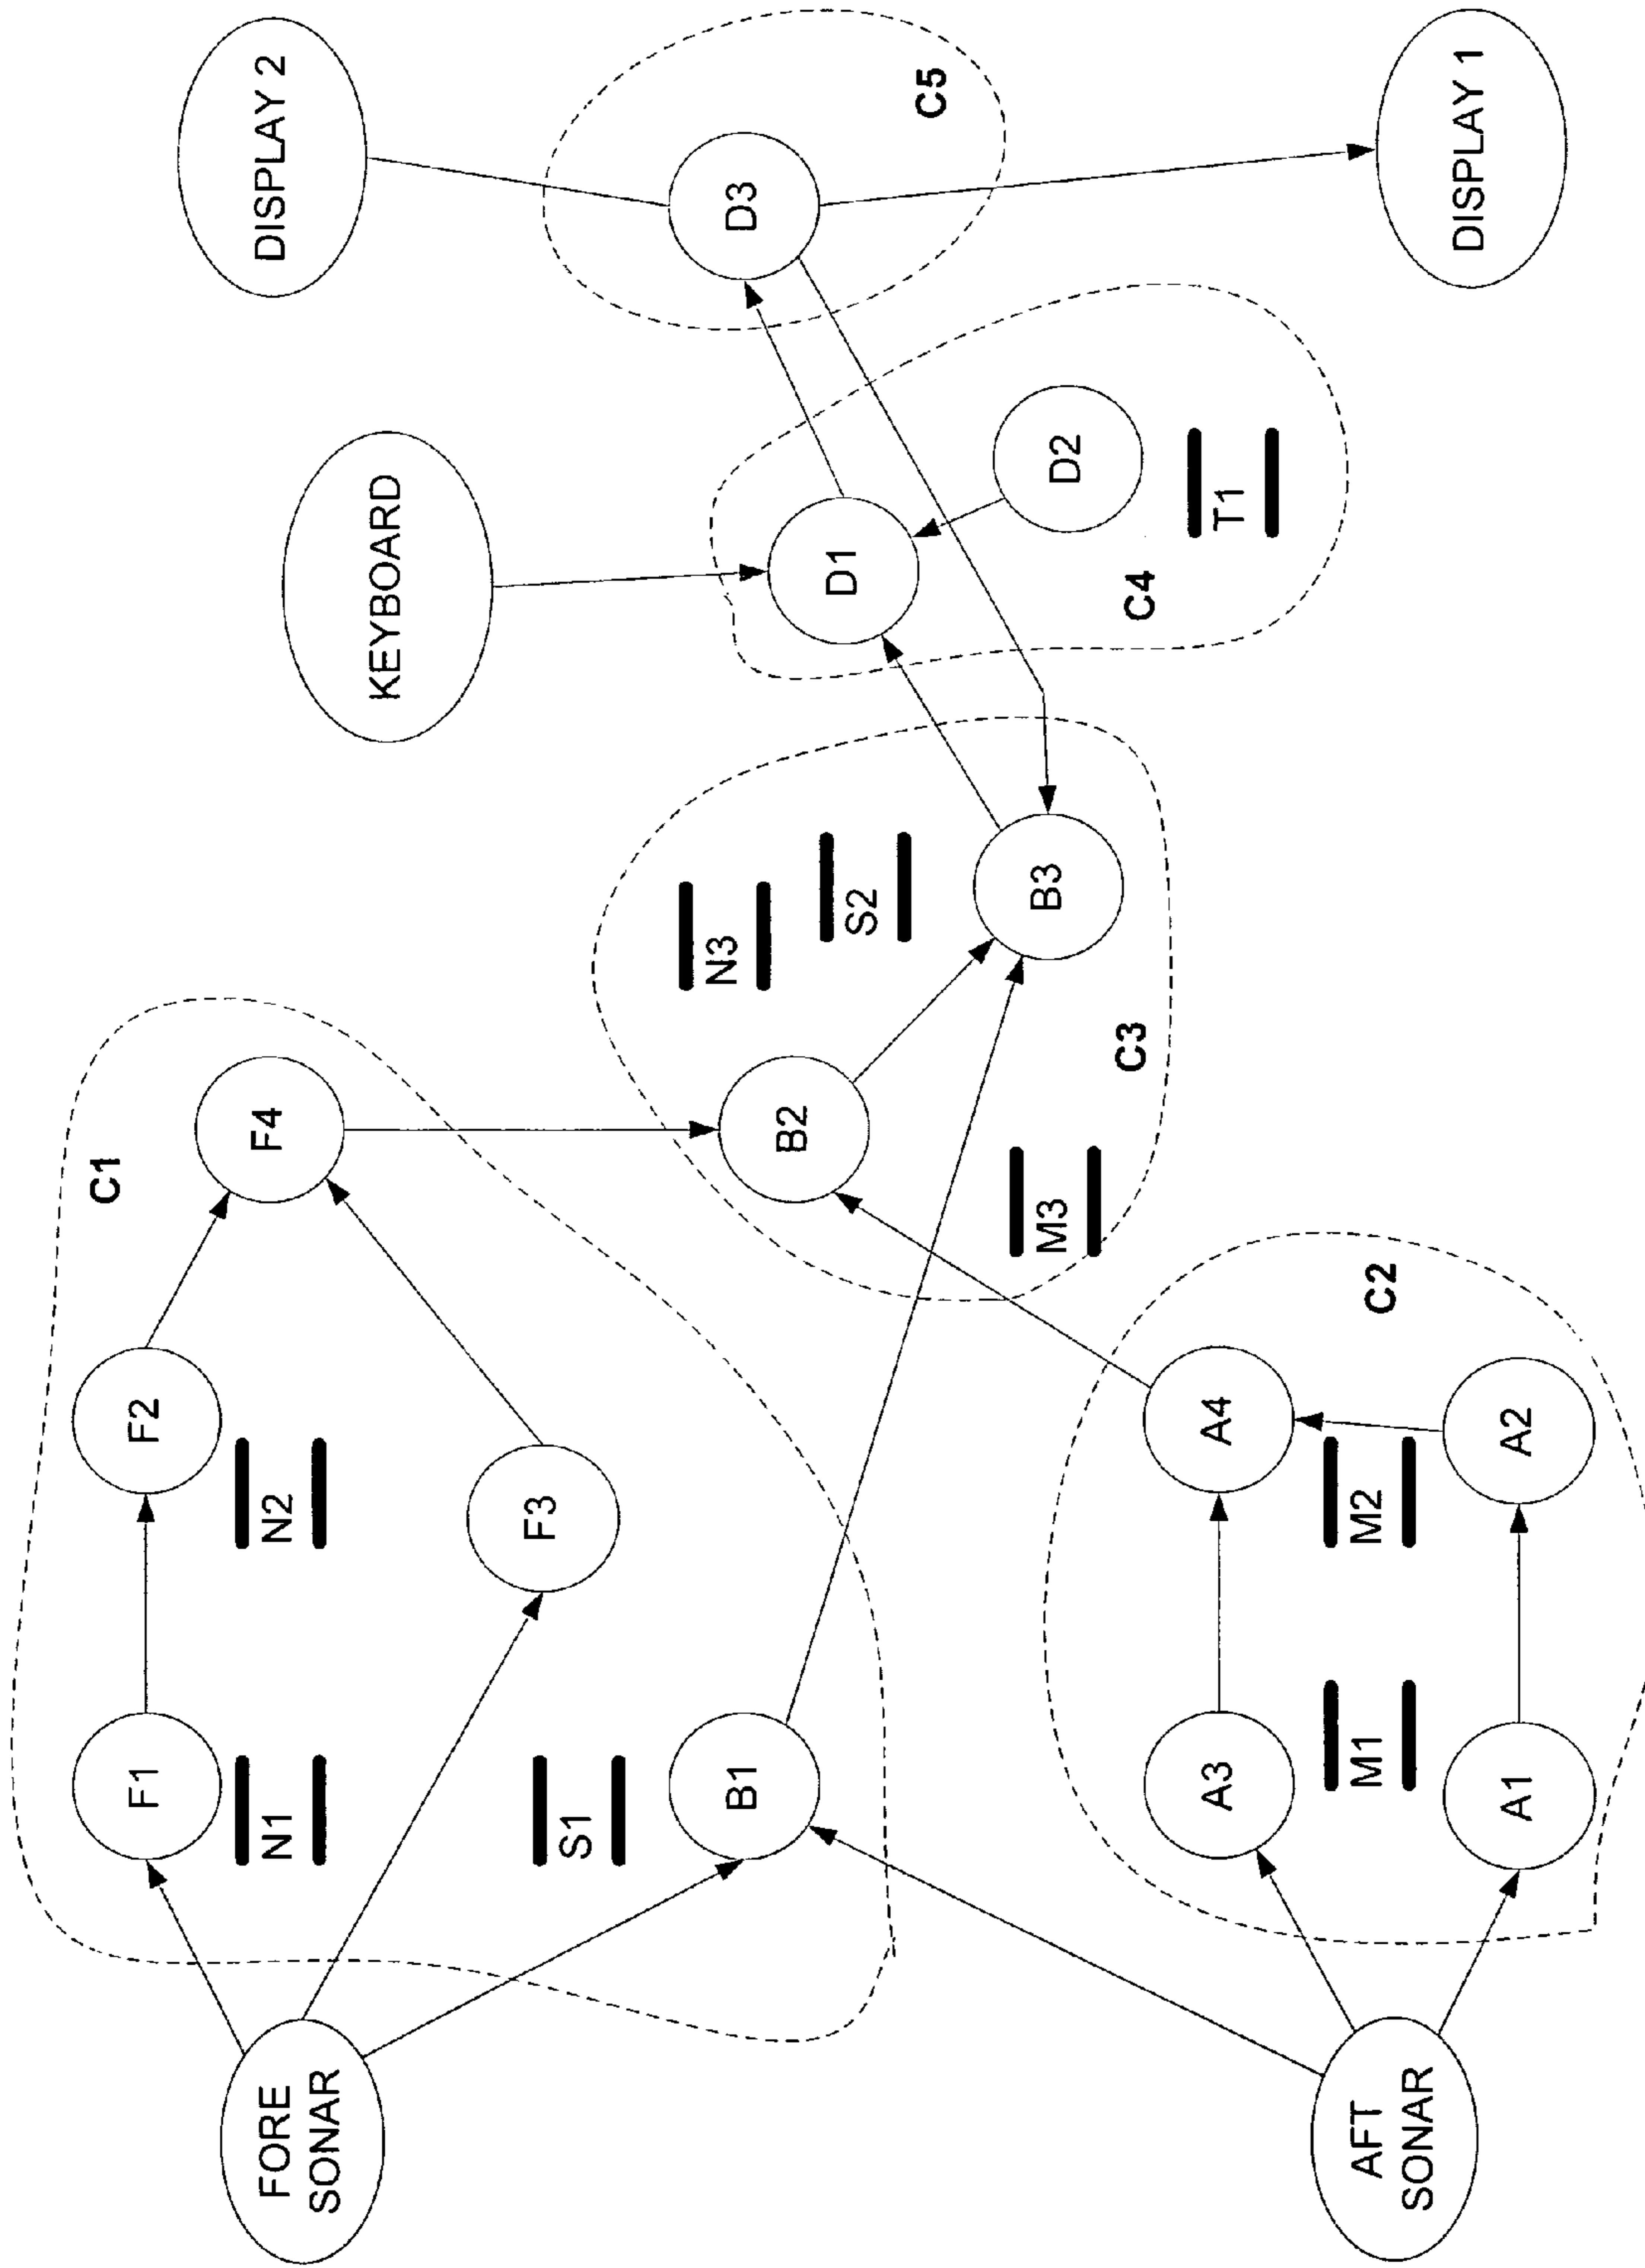 FORE
SONAR
AFT
SONAR
C1
F1
N1
F2
N2
F3
F4
S1
B1
C2
A3
A4
M1
M2
A1
A2
C3
B2
M3
N3
S2
B3
KEYBOARD
C4
D1
D2
T1
C5
D3
DISPLAY 2
DISPLAY 1